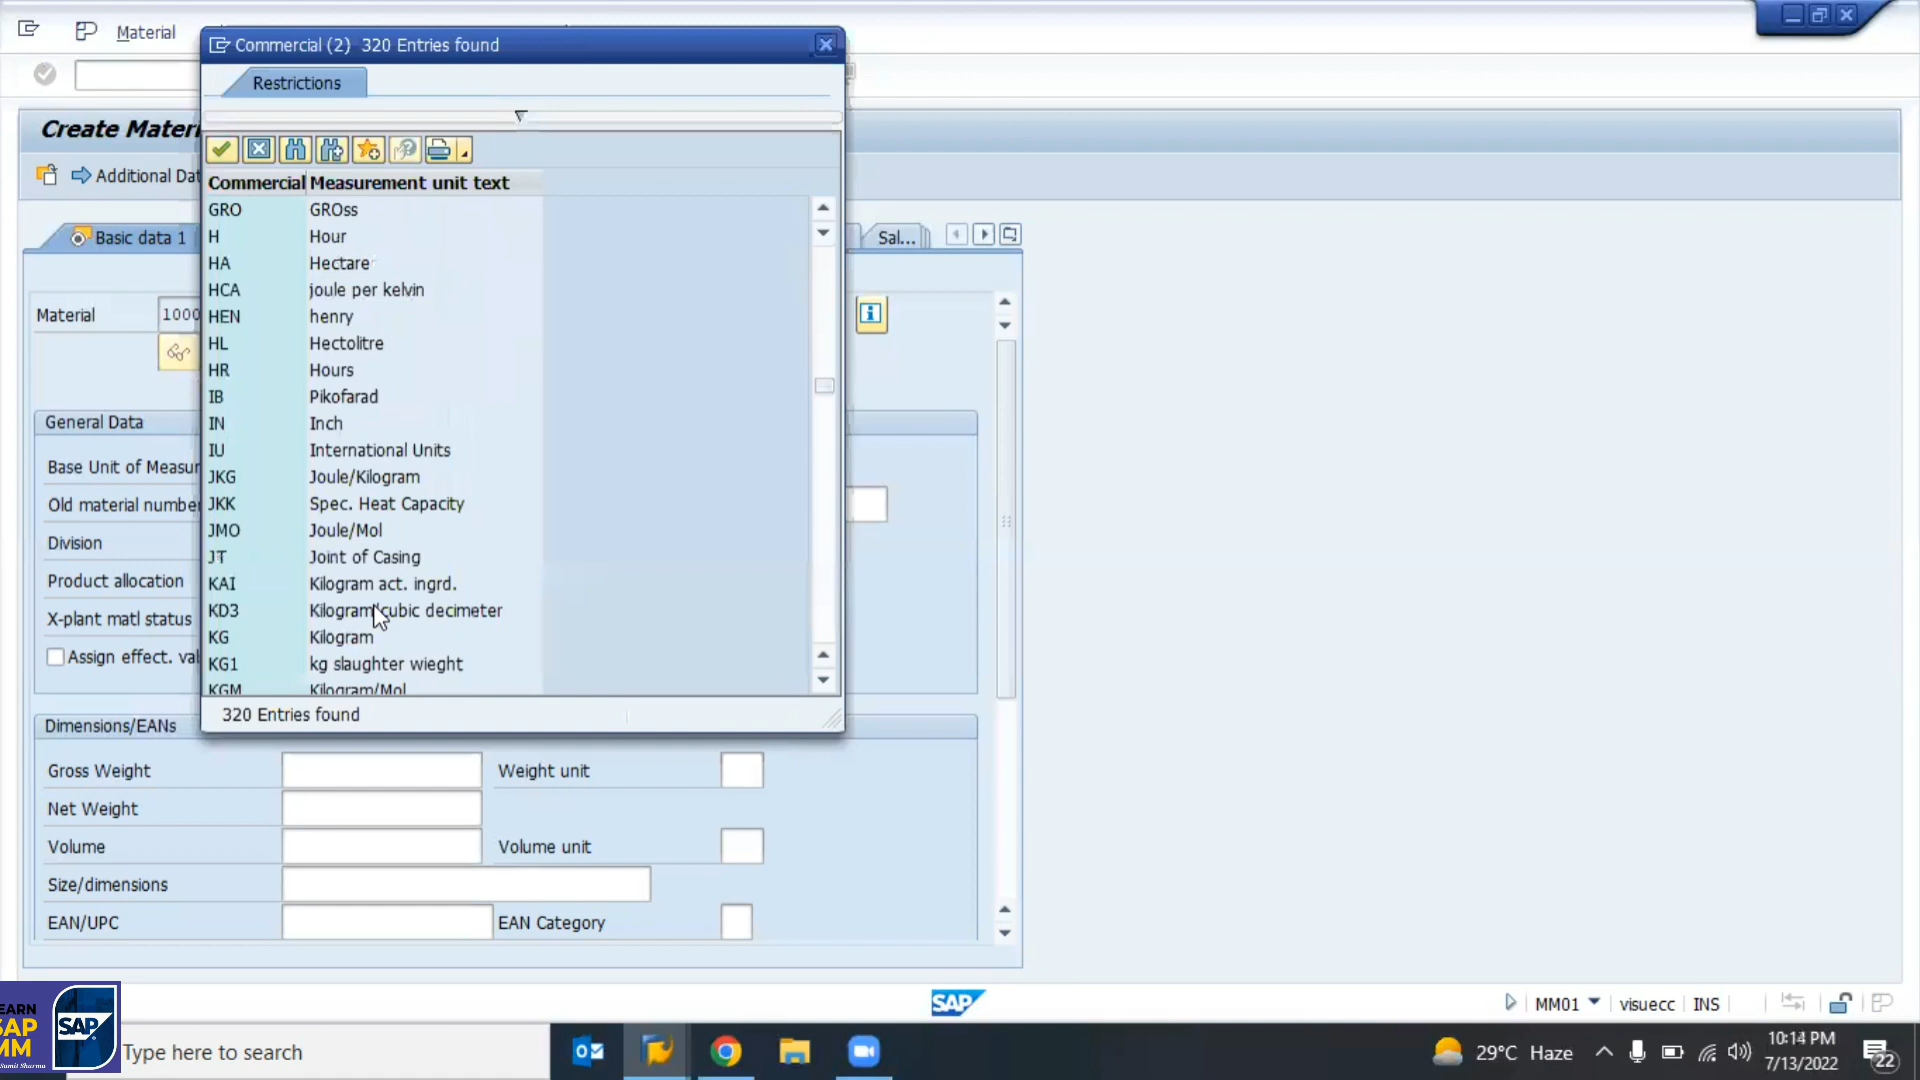 Material
Commercial (2) 320 Entries found
Restrictions
Create Mater
Additional Dat
Commercial Measurement unit text
GRO GROss
H Hour
HA Hectare
HCA joule per kelvin
HEN henry
HL Hectolitre
HR Hours
IB Pikofarad
IN Inch
IU International Units
JKG Joule/Kilogram
JKK Spec. Heat Capacity
JMO Joule/Mol
JT Joint of Casing
KAI Kilogram act. ingrd.
KD3 Kilogram/cubic decimeter
KG Kilogram
KG1 kg slaughter wieght
KGM Kilogram/Mol
320 Entries found
Basic data 1
Sal...
Material 1000
General Data
Base Unit of Measur
Old material number
Division
Product allocation
X-plant matl status
Assign effect. val
Dimensions/EANs
Gross Weight Weight unit
Net Weight
Volume Volume unit
Size/dimensions
EAN/UPC EAN Category
SAP
MM01 visuecc INS
EARN
SAP
MM
Sumit Sharma
SAP
Type here to search
29°C Haze
10:14 PM
7/13/2022
22